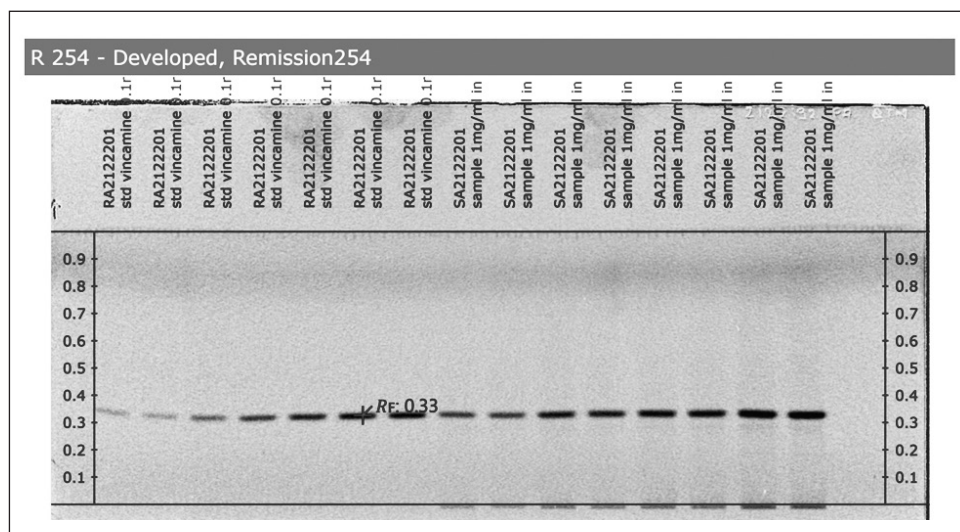 R 254 - Developed, Remission254
RA2122201
std vincamine 0.1r
RA2122201
std vincamine 0.1r
RA2122201
std vincamine 0.1r
RA2122201
std vincamine 0.1r
RA2122201
std vincamine 0.1r
RA2122201
std vincamine 0.1r
RA2122201
std vincamine 0.1r
SA2122201
sample 1mg/ml in
SA2122201
sample 1mg/ml in
SA2122201
sample 1mg/ml in
SA2122201
sample 1mg/ml in
SA2122201
sample 1mg/ml in
SA2122201
sample 1mg/ml in
SA2122201
sample 1mg/ml in
SA2122201
sample 1mg/ml in
0.9 0.9
0.8 0.8
0.7 0.7
0.6 0.6
0.5 0.5
0.4 0.4
RF: 0.33
0.3 0.3
0.2 0.2
0.1 0.1